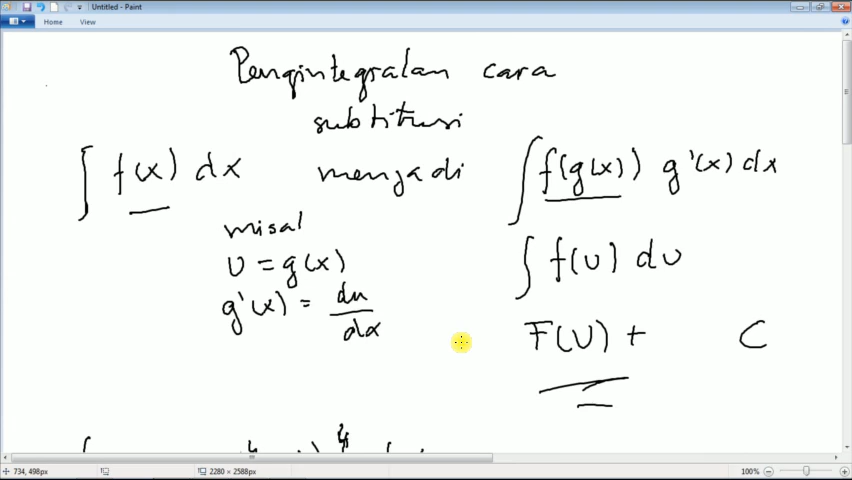 Untitled - Paint
Home View
Pengintegralan cara
substitusi
∫ f(x) dx menjadi ∫ f(g(x)) g'(x) dx
misal
U = g(x)
∫ f(U) dU
g'(x) = du/dx
F(U) + C
734, 498px 2280 × 2588px 100%